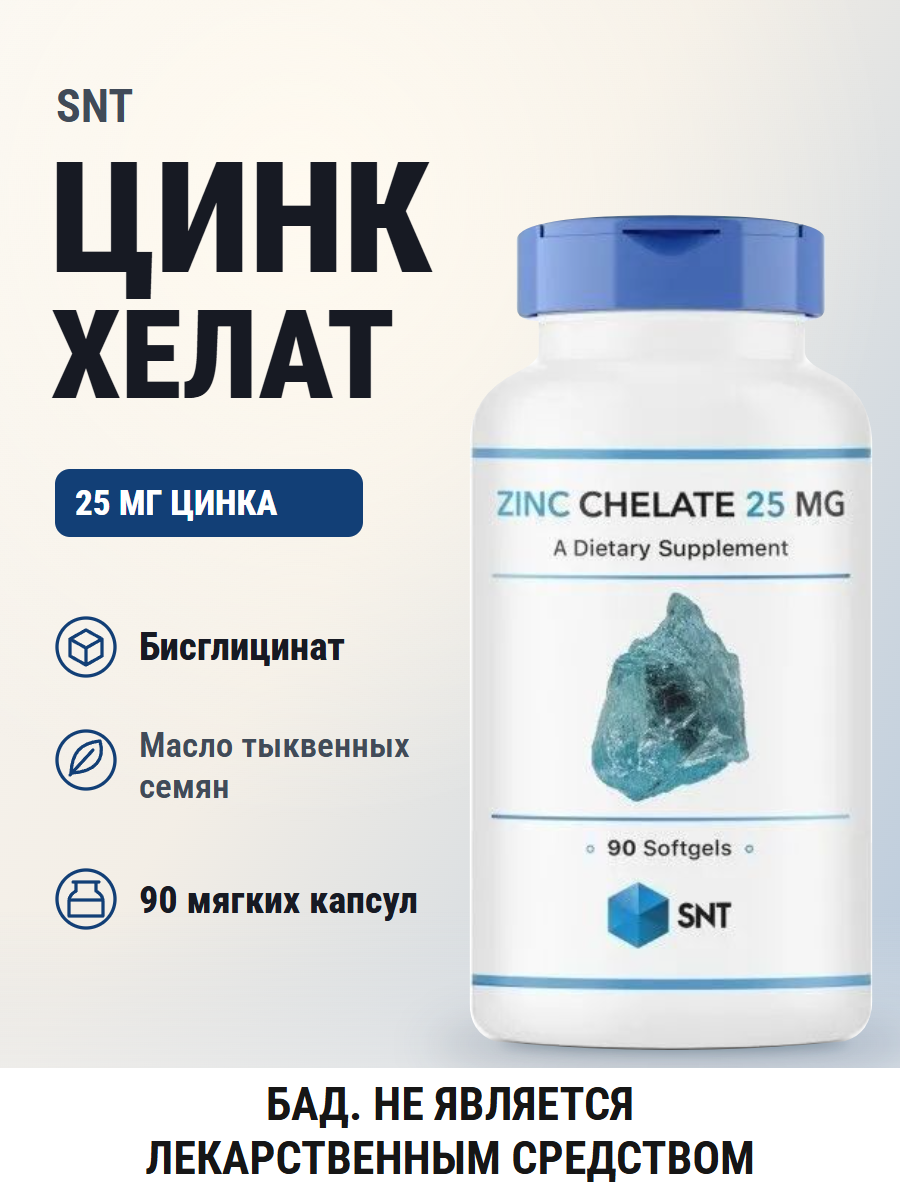 SNT
ЦИНК
ХЕЛАТ
25 МГ ЦИНКА
Бисглицинат
Масло тыквенных
семян
90 мягких капсул
ZINC CHELATE 25 MG
A Dietary Supplement
90 Softgels
SNT
БАД. НЕ ЯВЛЯЕТСЯ
ЛЕКАРСТВЕННЫМ СРЕДСТВОМ